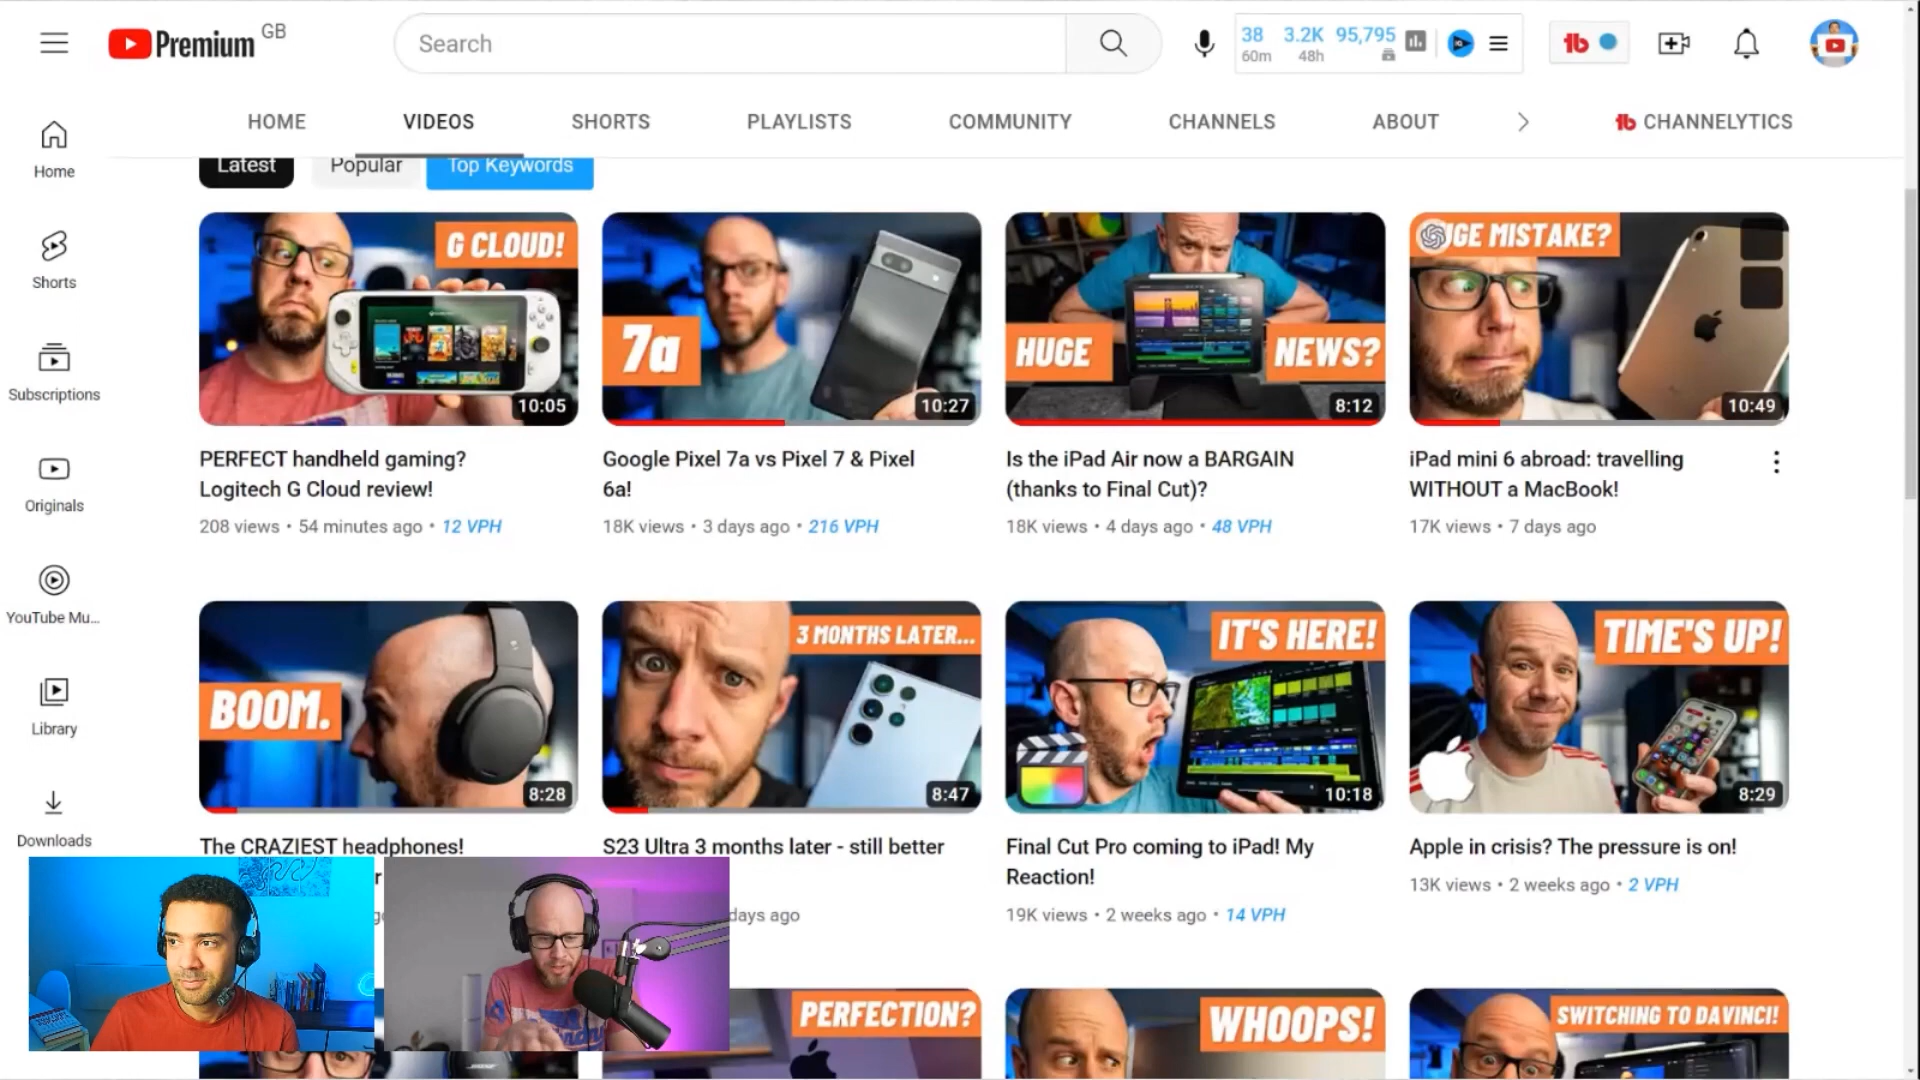 Premium GB
Search
38 3.2K 95,795
60m 48h
HOME VIDEOS SHORTS PLAYLISTS COMMUNITY CHANNELS ABOUT CHANNELYTICS
Latest Popular Top Keywords
Home
Shorts
Subscriptions
Originals
YouTube Mu...
Library
Downloads
G CLOUD!
10:05
7a
10:27
HUGE NEWS?
8:12
UGE MISTAKE?
10:49
PERFECT handheld gaming?
Logitech G Cloud review!
208 views • 54 minutes ago • 12 VPH
Google Pixel 7a vs Pixel 7 & Pixel
6a!
18K views • 3 days ago • 216 VPH
Is the iPad Air now a BARGAIN
(thanks to Final Cut)?
18K views • 4 days ago • 48 VPH
iPad mini 6 abroad: travelling
WITHOUT a MacBook!
17K views • 7 days ago
BOOM.
8:28
3 MONTHS LATER...
8:47
IT'S HERE!
10:18
TIME'S UP!
8:29
The CRAZIEST headphones!
S23 Ultra 3 months later - still better
days ago
Final Cut Pro coming to iPad! My
Reaction!
19K views • 2 weeks ago • 14 VPH
Apple in crisis? The pressure is on!
13K views • 2 weeks ago • 2 VPH
PERFECTION?
WHOOPS!
SWITCHING TO DAVINCI!